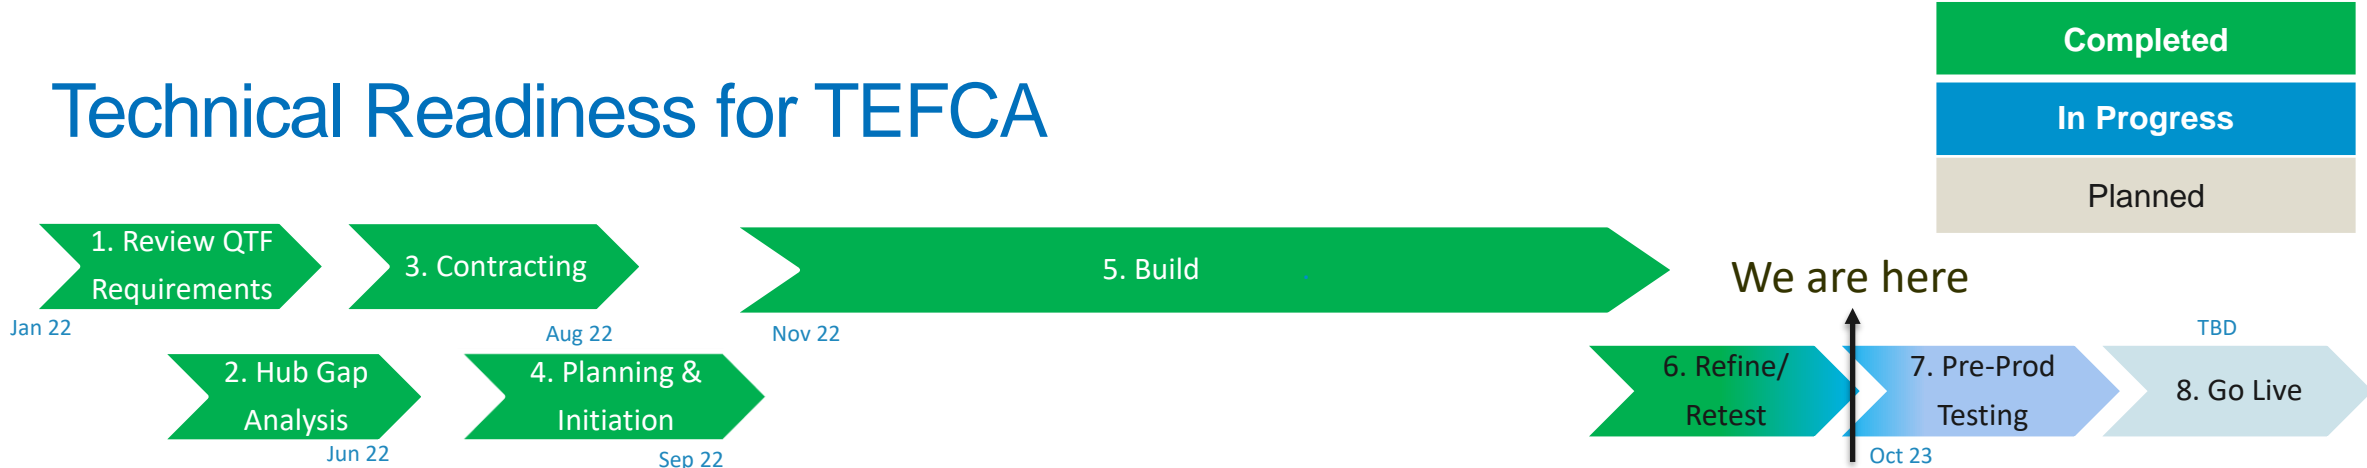 Technical Readiness for TEFCA
Completed
In Progress
Planned
1. Review QTF
Requirements
3. Contracting
5. Build
We are here
Jan 22
Aug 22
Nov 22
TBD
2. Hub Gap
Analysis
4. Planning &
Initiation
6. Refine/
Retest
7. Pre-Prod
Testing
8. Go Live
Jun 22
Sep 22
Oct 23